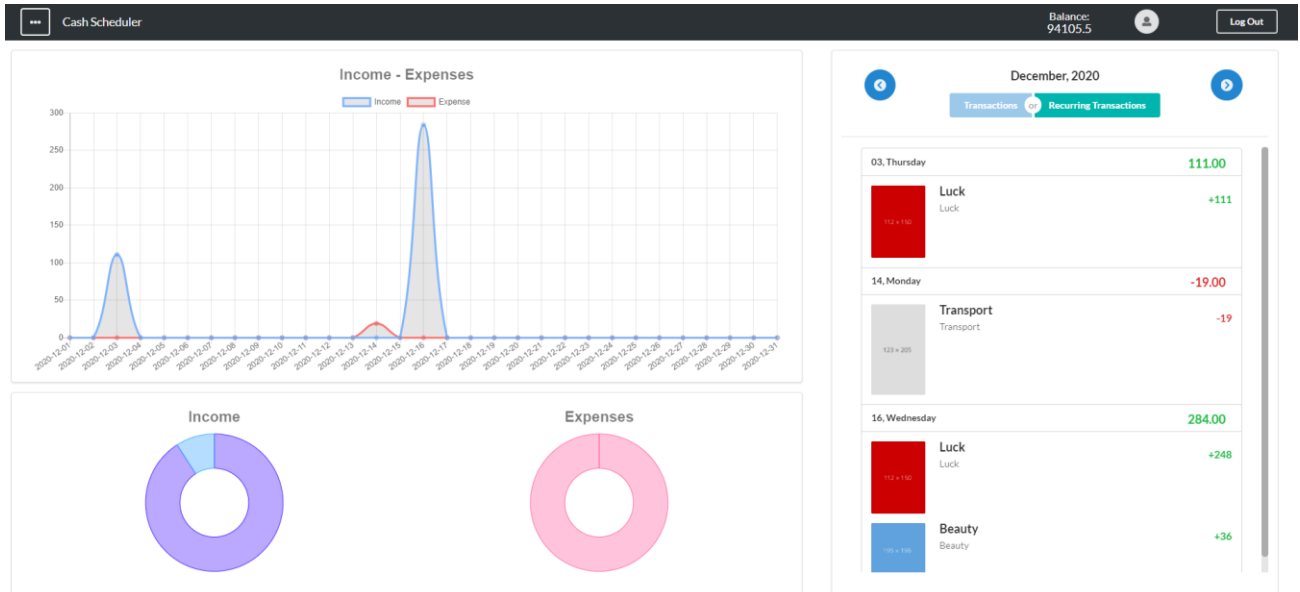 Cash Scheduler
Balance:
94105.5
Log Out
Income - Expenses
Income
Expense
300
250
200
150
100
50
0
2020-12-01
2020-12-02
2020-12-03
2020-12-04
2020-12-05
2020-12-06
2020-12-07
2020-12-08
2020-12-09
2020-12-10
2020-12-11
2020-12-12
2020-12-13
2020-12-14
2020-12-15
2020-12-16
2020-12-17
2020-12-18
2020-12-19
2020-12-20
2020-12-21
2020-12-22
2020-12-23
2020-12-24
2020-12-25
2020-12-26
2020-12-27
2020-12-28
2020-12-29
2020-12-30
2020-12-31
Income
Expenses
December, 2020
Transactions or Recurring Transactions
03, Thursday 111.00
112 × 150
Luck +111
Luck
14, Monday -19.00
123 × 205
Transport -19
Transport
16, Wednesday 284.00
112 × 150
Luck +248
Luck
Beauty +36
Beauty